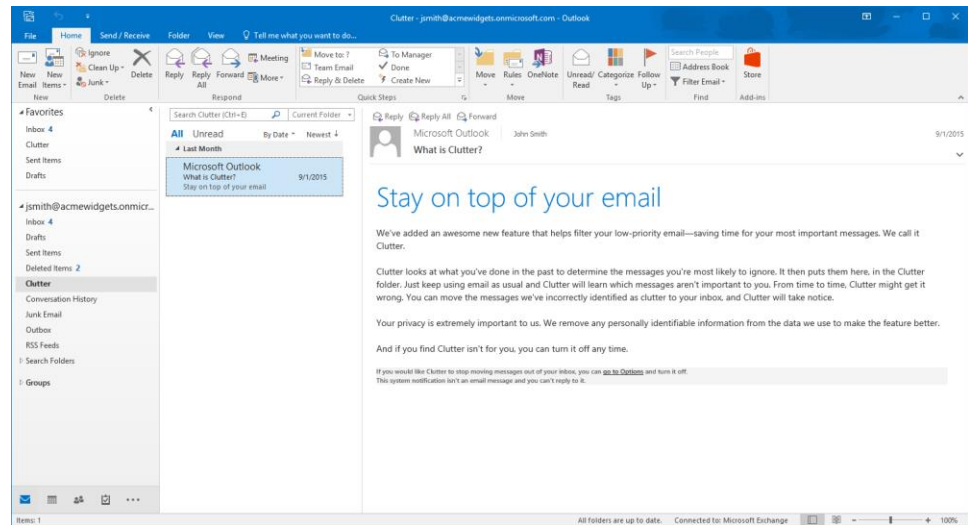 Clutter - jsmith@acmewidgets.onmicrosoft.com - Outlook
File Home Send / Receive Folder View Tell me what you want to do...
New Email
New Items
Ignore
Clean Up
Junk
Delete
Reply
Reply All
Forward
Meeting
More
Move to: ?
Team Email
Reply & Delete
To Manager
Done
Create New
Move
Rules
OneNote
Unread/ Read
Categorize
Follow Up
Search People
Address Book
Filter Email
Store
New Delete Respond Quick Steps Move Tags Find Add-ins
Favorites
Inbox 4
Clutter
Sent Items
Drafts
jsmith@acmewidgets.onmicr...
Inbox 4
Drafts
Sent Items
Deleted Items 2
Clutter
Conversation History
Junk Email
Outbox
RSS Feeds
Search Folders
Groups
Search Clutter (Ctrl+E) Current Folder
All Unread By Date Newest
Last Month
Microsoft Outlook
What is Clutter? 9/1/2015
Stay on top of your email
Reply Reply All Forward
Microsoft Outlook John Smith 9/1/2015
What is Clutter?
Stay on top of your email
We've added an awesome new feature that helps filter your low-priority email—saving time for your most important messages. We call it
Clutter.
Clutter looks at what you've done in the past to determine the messages you're most likely to ignore. It then puts them here, in the Clutter
folder. Just keep using email as usual and Clutter will learn which messages aren't important to you. From time to time, Clutter might get it
wrong. You can move the messages we've incorrectly identified as clutter to your inbox, and Clutter will take notice.
Your privacy is extremely important to us. We remove any personally identifiable information from the data we use to make the feature better.
And if you find Clutter isn't for you, you can turn it off any time.
If you would like Clutter to stop moving messages out of your inbox, you can go to Options and turn it off.
This system notification isn't an email message and you can't reply to it.
Items: 1 All folders are up to date. Connected to: Microsoft Exchange 100%